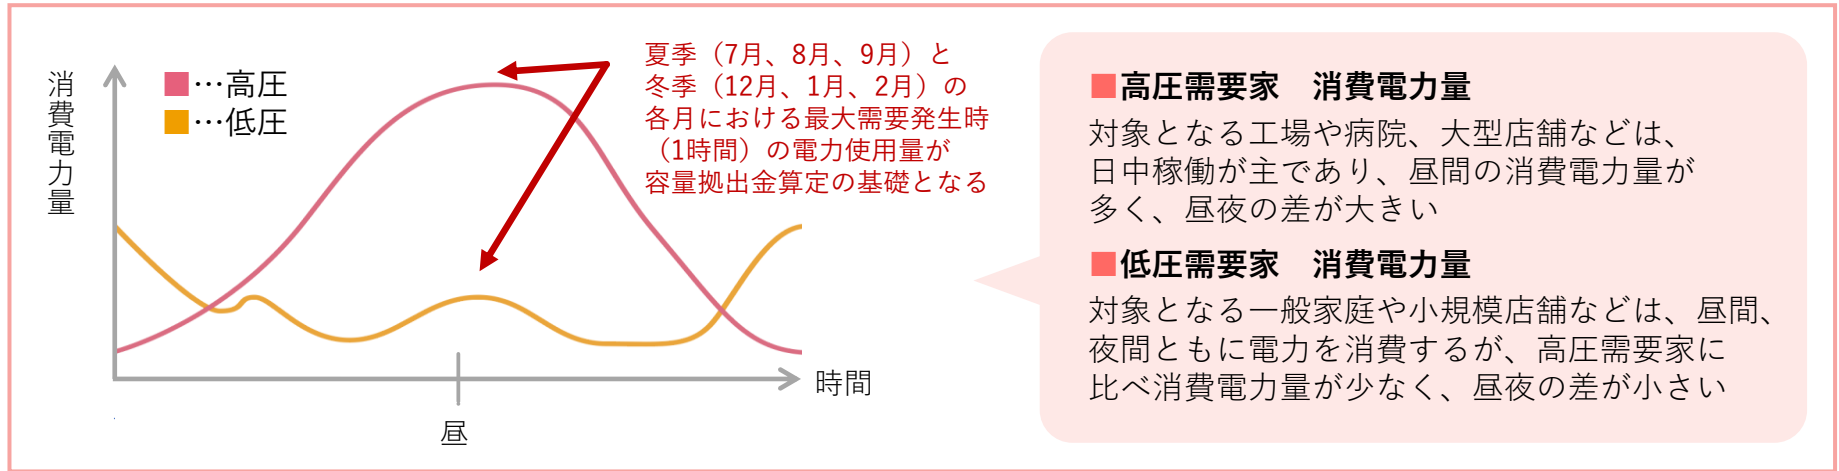 消費電力量
■…高圧
■…低圧
夏季（7月、8月、9月）と
冬季（12月、1月、2月）の
各月における最大需要発生時
（1時間）の電力使用量が
容量拠出金算定の基礎となる
時間
昼
■高圧需要家　消費電力量
対象となる工場や病院、大型店舗などは、
日中稼働が主であり、昼間の消費電力量が
多く、昼夜の差が大きい
■低圧需要家　消費電力量
対象となる一般家庭や小規模店舗などは、昼間、
夜間ともに電力を消費するが、高圧需要家に
比べ消費電力量が少なく、昼夜の差が小さい